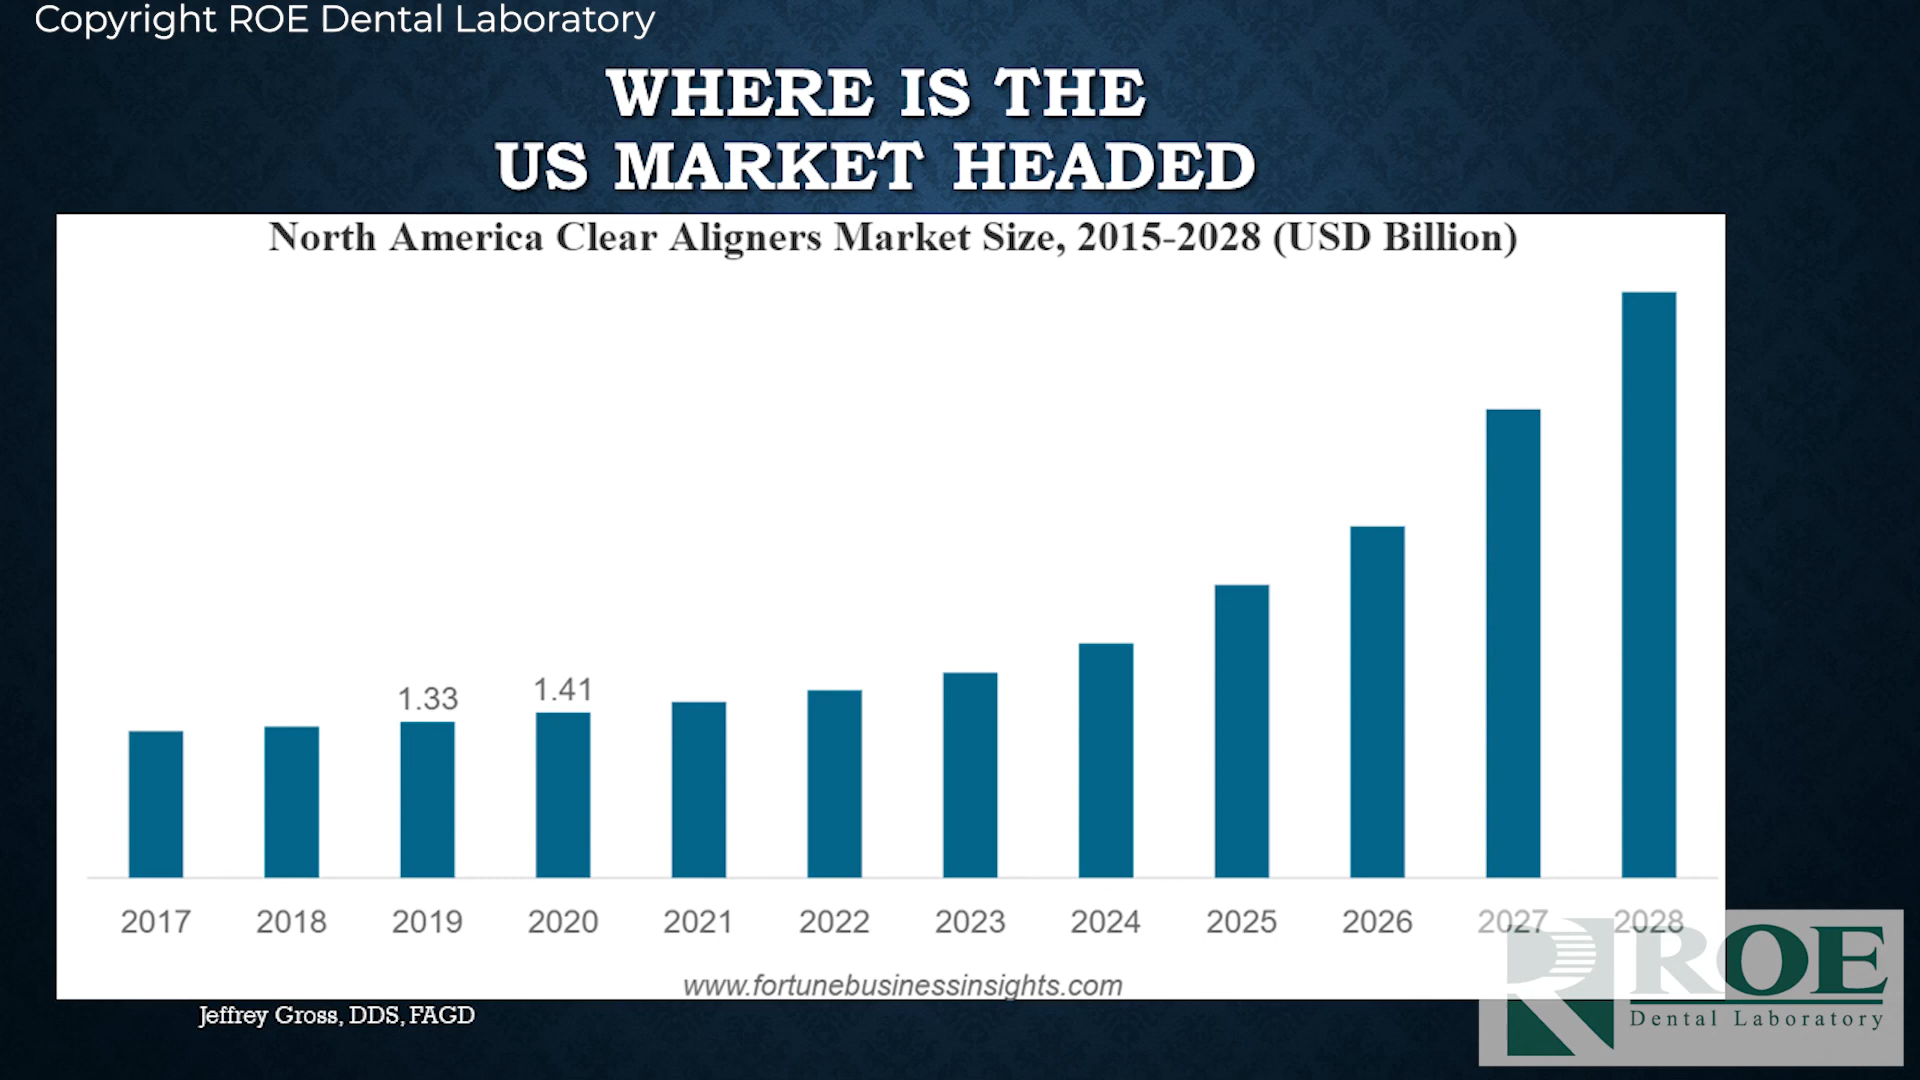 Copyright ROE Dental Laboratory
WHERE IS THE
US MARKET HEADED
North America Clear Aligners Market Size, 2015-2028 (USD Billion)
1.33
1.41
2017 2018 2019 2020 2021 2022 2023 2024 2025 2026 2027 2028
www.fortunebusinessinsights.com
Jeffrey Gross, DDS, FAGD
ROE
Dental Laboratory